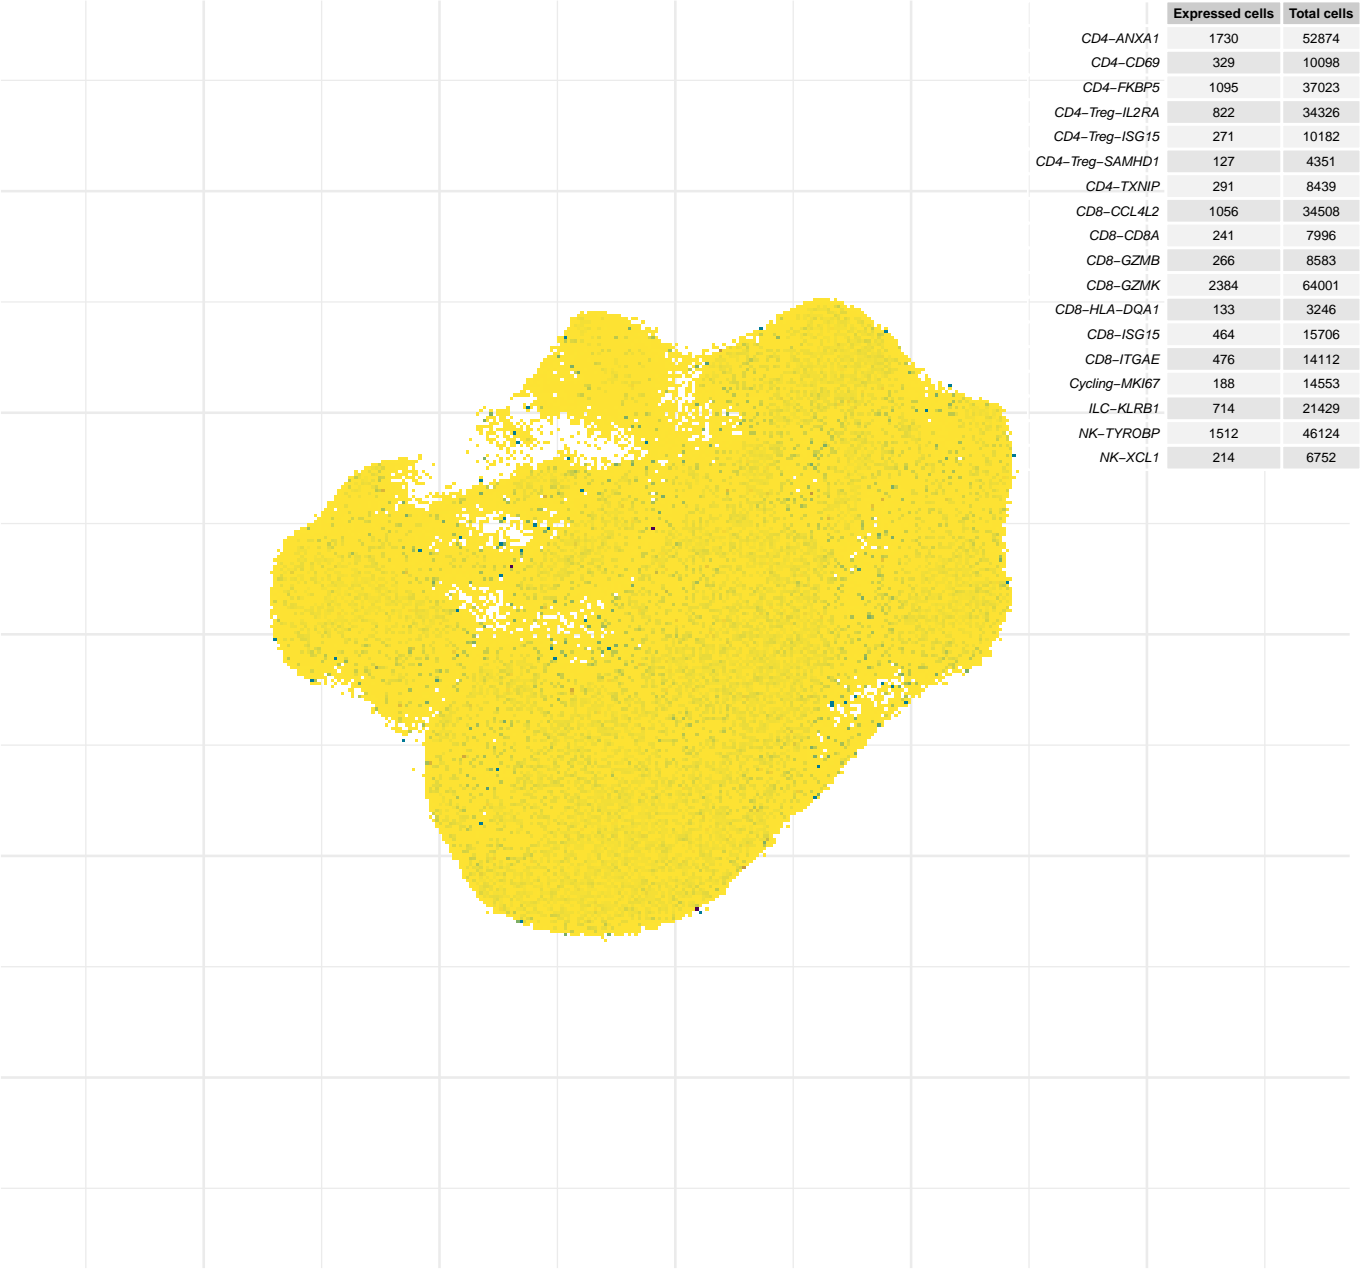 Expressed cells Total cells
CD4−ANXA1 1730 52874
CD4−CD69 329 10098
CD4−FKBP5 1095 37023
CD4−Treg−IL2RA 822 34326
CD4−Treg−ISG15 271 10182
CD4−Treg−SAMHD1 127 4351
CD4−TXNIP 291 8439
CD8−CCL4L2 1056 34508
CD8−CD8A 241 7996
CD8−GZMB 266 8583
CD8−GZMK 2384 64001
CD8−HLA−DQA1 133 3246
CD8−ISG15 464 15706
CD8−ITGAE 476 14112
Cycling−MKI67 188 14553
ILC−KLRB1 714 21429
NK−TYROBP 1512 46124
NK−XCL1 214 6752